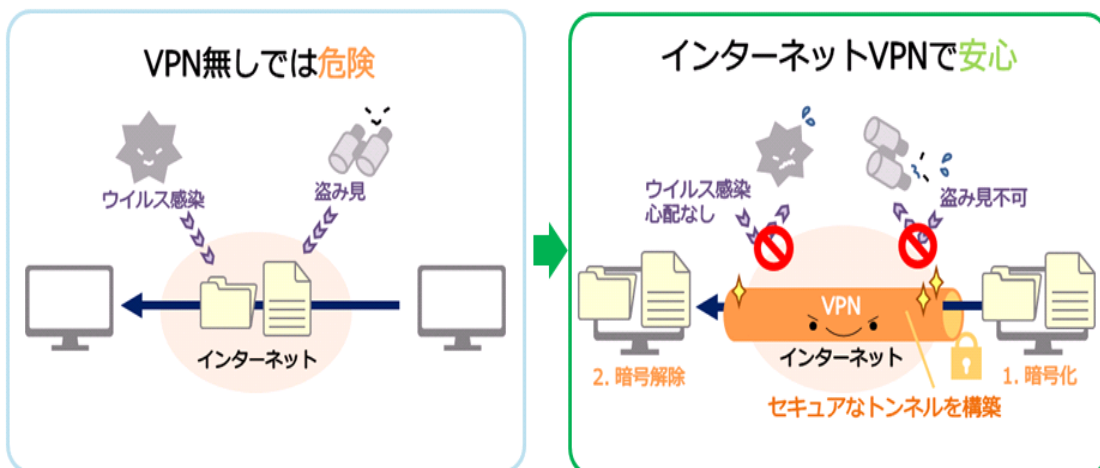 VPN無しでは危険
ウイルス感染
盗み見
インターネット
インターネットVPNで安心
ウイルス感染
心配なし
盗み見不可
VPN
インターネット
2. 暗号解除
1. 暗号化
セキュアなトンネルを構築